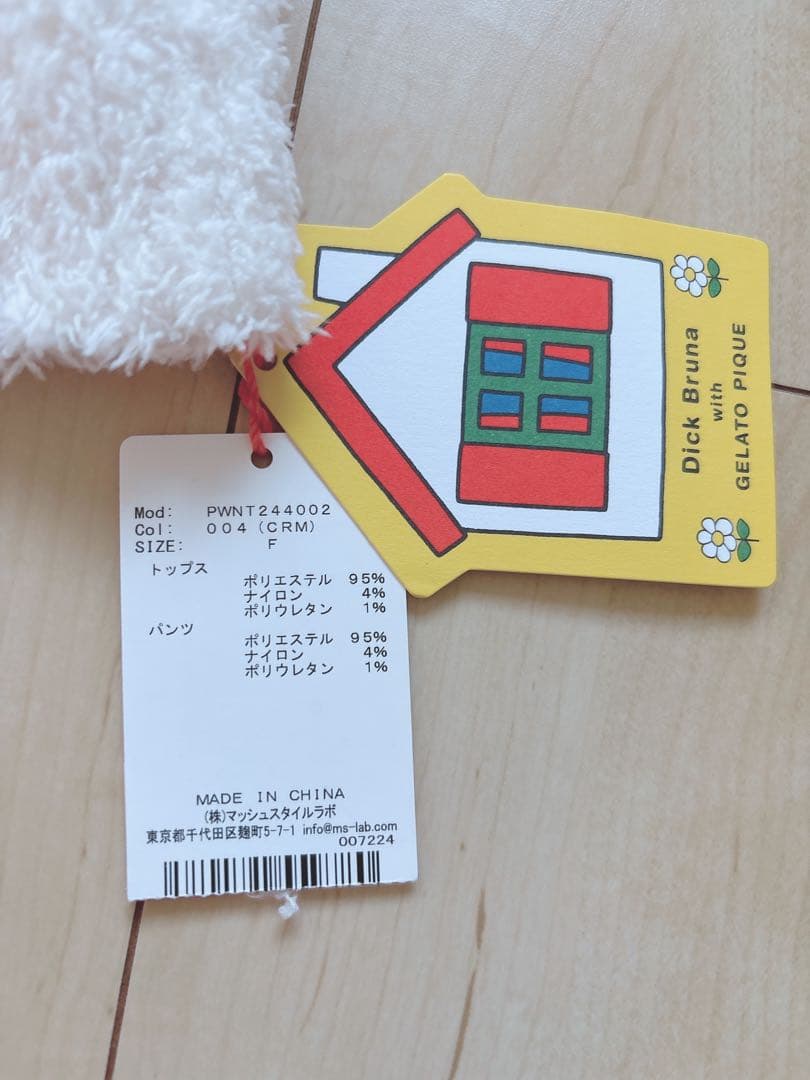 Mod: PWNT244002
Col: 004 (CRM)
SIZE: F
トップス
ポリエステル 95%
ナイロン 4%
ポリウレタン 1%
パンツ
ポリエステル 95%
ナイロン 4%
ポリウレタン 1%
MADE IN CHINA
(株)マッシュスタイルラボ
東京都千代田区麹町5-7-1 info@ms-lab.com
007224
Dick Bruna
with
GELATO PIQUE